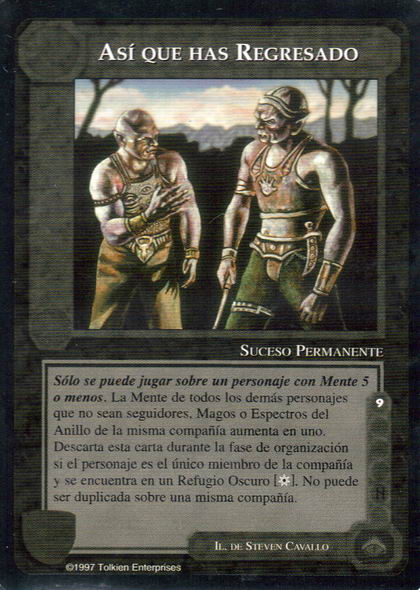 ASÍ QUE HAS REGRESADO
SUCESO PERMANENTE
Sólo se puede jugar sobre un personaje con Mente 5
o menos. La Mente de todos los demás personajes
que no sean seguidores, Magos o Espectros del
Anillo de la misma compañía aumenta en uno.
Descarta esta carta durante la fase de organización
si el personaje es el único miembro de la compañía
y se encuentra en un Refugio Oscuro [☀]. No puede
ser duplicada sobre una misma compañía.
9
IL. DE STEVEN CAVALLO
©1997 Tolkien Enterprises